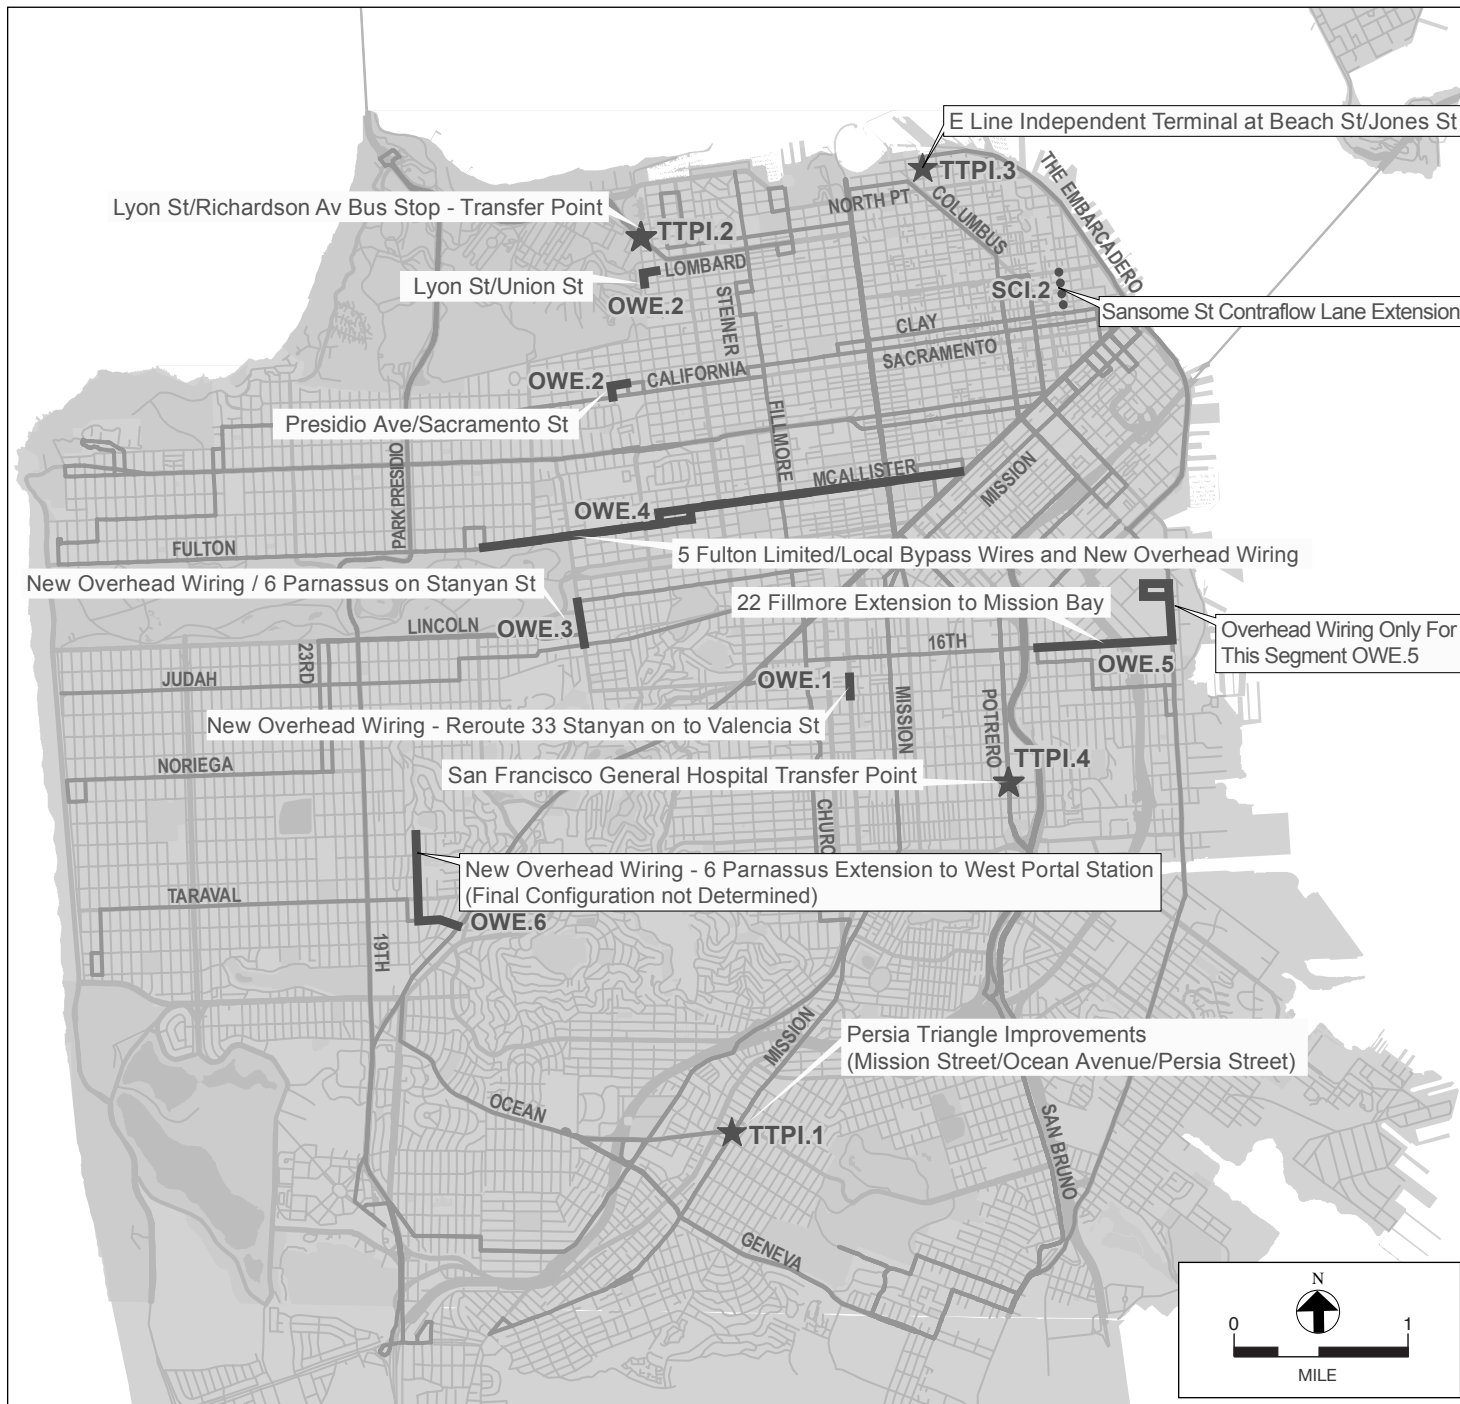 E Line Independent Terminal at Beach St/Jones St
TTPI.3
THE EMBARCADERO
NORTH PT
COLUMBUS
Lyon St/Richardson Av Bus Stop - Transfer Point
TTPI.2
LOMBARD
Lyon St/Union St
OWE.2
STEINER
SCI.2
Sansome St Contraflow Lane Extension
CLAY
SACRAMENTO
OWE.2
CALIFORNIA
Presidio Ave/Sacramento St
FILLMORE
PARK PRESIDIO
MCALLISTER
MISSION
OWE.4
FULTON
5 Fulton Limited/Local Bypass Wires and New Overhead Wiring
New Overhead Wiring / 6 Parnassus on Stanyan St
22 Fillmore Extension to Mission Bay
LINCOLN
OWE.3
16TH
Overhead Wiring Only For
This Segment OWE.5
OWE.5
23RD
JUDAH
OWE.1
MISSION
POTRERO
New Overhead Wiring - Reroute 33 Stanyan on to Valencia St
NORIEGA
TTPI.4
San Francisco General Hospital Transfer Point
CHURC
New Overhead Wiring - 6 Parnassus Extension to West Portal Station
(Final Configuration not Determined)
TARAVAL
OWE.6
19TH
MISSION
Persia Triangle Improvements
(Mission Street/Ocean Avenue/Persia Street)
OCEAN
TTPI.1
SAN BRUNO
GENEVA
N
0 1
MILE